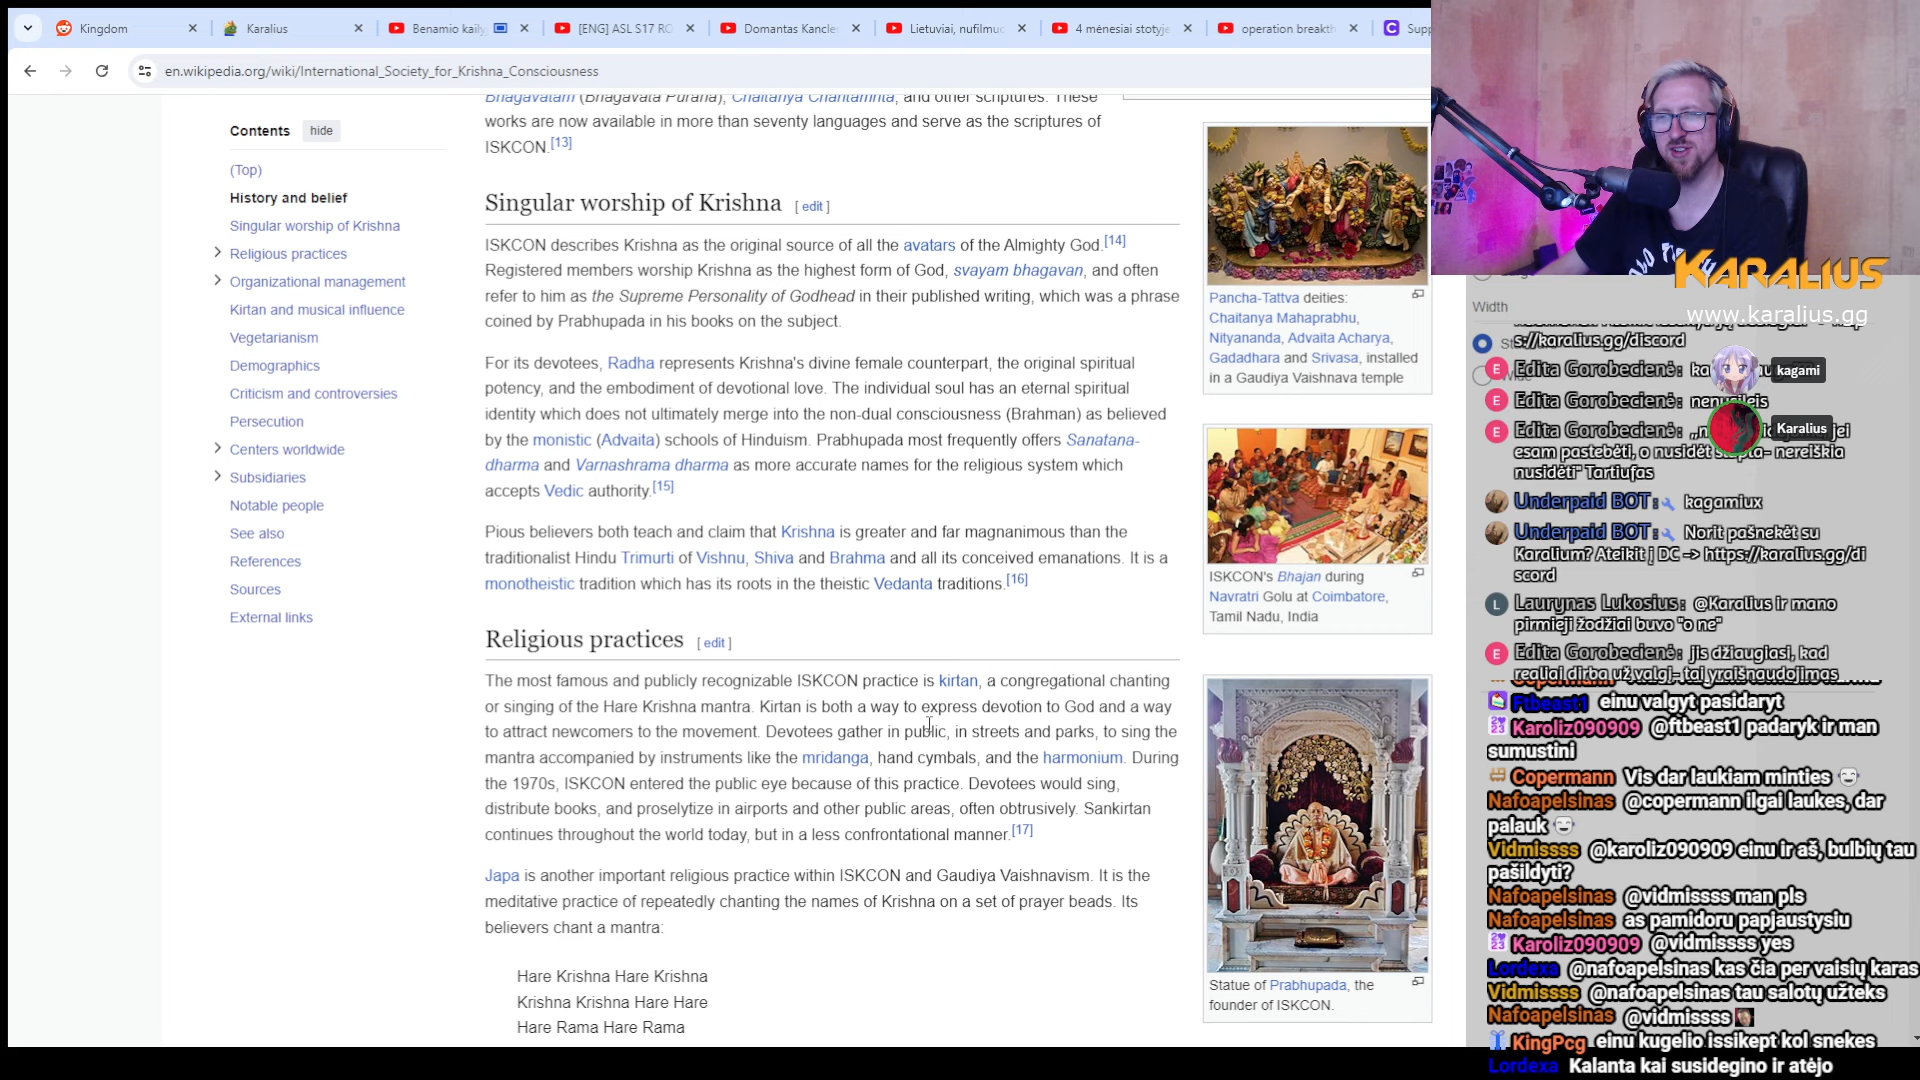 Kingdom
Karalius
Benamio kaily
[ENG] ASL S17 RO
Domantas Kancle
Lietuviai, nufilmuo
4 mėnesiai stotyje
operation breakth
Supp
en.wikipedia.org/wiki/International_Society_for_Krishna_Consciousness
Contents hide
(Top)
History and belief
Singular worship of Krishna
Religious practices
Organizational management
Kirtan and musical influence
Vegetarianism
Demographics
Criticism and controversies
Persecution
Centers worldwide
Subsidiaries
Notable people
See also
References
Sources
External links
Bhagavatam (Bhagavata Purana), Chaitanya Charitamrita, and other scriptures. These
works are now available in more than seventy languages and serve as the scriptures of
ISKCON.[13]
Singular worship of Krishna [ edit ]
ISKCON describes Krishna as the original source of all the avatars of the Almighty God.[14]
Registered members worship Krishna as the highest form of God, svayam bhagavan, and often
refer to him as the Supreme Personality of Godhead in their published writing, which was a phrase
coined by Prabhupada in his books on the subject.
For its devotees, Radha represents Krishna's divine female counterpart, the original spiritual
potency, and the embodiment of devotional love. The individual soul has an eternal spiritual
identity which does not ultimately merge into the non-dual consciousness (Brahman) as believed
by the monistic (Advaita) schools of Hinduism. Prabhupada most frequently offers Sanatana-
dharma and Varnashrama dharma as more accurate names for the religious system which
accepts Vedic authority.[15]
Pious believers both teach and claim that Krishna is greater and far magnanimous than the
traditionalist Hindu Trimurti of Vishnu, Shiva and Brahma and all its conceived emanations. It is a
monotheistic tradition which has its roots in the theistic Vedanta traditions.[16]
Religious practices [ edit ]
The most famous and publicly recognizable ISKCON practice is kirtan, a congregational chanting
or singing of the Hare Krishna mantra. Kirtan is both a way to express devotion to God and a way
to attract newcomers to the movement. Devotees gather in public, in streets and parks, to sing the
mantra accompanied by instruments like the mridanga, hand cymbals, and the harmonium. During
the 1970s, ISKCON entered the public eye because of this practice. Devotees would sing,
distribute books, and proselytize in airports and other public areas, often obtrusively. Sankirtan
continues throughout the world today, but in a less confrontational manner.[17]
Japa is another important religious practice within ISKCON and Gaudiya Vaishnavism. It is the
meditative practice of repeatedly chanting the names of Krishna on a set of prayer beads. Its
believers chant a mantra:
Hare Krishna Hare Krishna
Krishna Krishna Hare Hare
Hare Rama Hare Rama
Pancha-Tattva deities:
Chaitanya Mahaprabhu,
Nityananda, Advaita Acharya,
Gadadhara and Srivasa, installed
in a Gaudiya Vaishnava temple
ISKCON's Bhajan during
Navratri Golu at Coimbatore,
Tamil Nadu, India
Statue of Prabhupada, the
founder of ISKCON.
KARALIUS
www.karalius.gg
Width
s://karalius.gg/discord
Edita Gorobecienė:
kagami
Edita Gorobecienė: nenusileis
Edita Gorobecienė:
Karalius
jei
esam pastebėti, o nusidėt slapta- nereiškia
nusidėti" Tartiufas
Underpaid BOT: kagamiux
Underpaid BOT: Norit pašnekėt su
Karalium? Ateikit į DC -> https://karalius.gg/di
scord
Laurynas Lukosius: @Karalius ir mano
pirmieji žodžiai buvo "o ne"
Edita Gorobecienė: jis džiaugiasi, kad
realiai dirba už valgį- tai yra išnaudojimas
Ftbeast1 einu valgyt pasidaryt
Karoliz090909 @ftbeast1 padaryk ir man
sumustini
Copermann Vis dar laukiam minties
Nafoapelsinas @copermann ilgai laukes, dar
palauk
Vidmissss @karoliz090909 einu ir aš, bulbių tau
pašildyti?
Nafoapelsinas @vidmissss man pls
Nafoapelsinas as pamidoru papjaustysiu
Karoliz090909 @vidmissss yes
Lordexa @nafoapelsinas kas čia per vaisių karas
Vidmissss @nafoapelsinas tau salotų užteks
Nafoapelsinas @vidmissss
KingPcg einu kugelio issikept kol snekes
Lordexa Kalanta kai susidegino ir atėjo